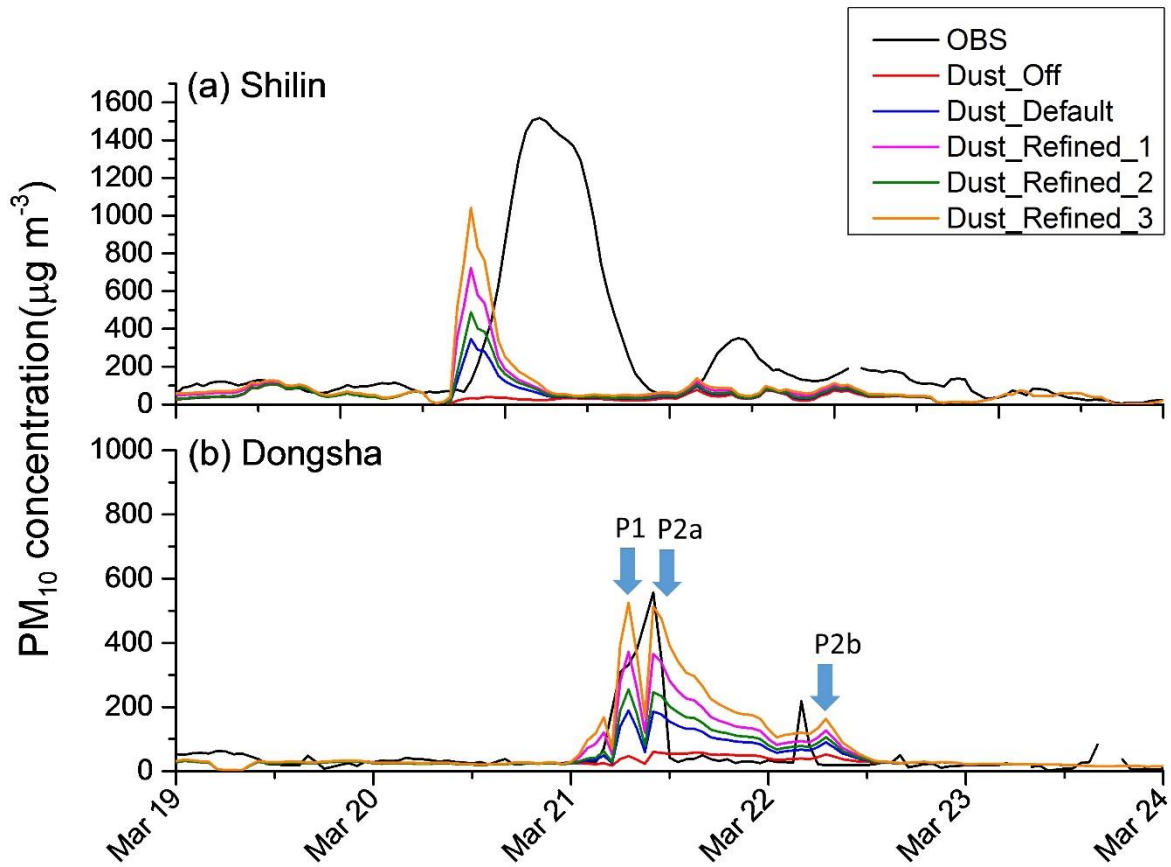 OBS
Dust_Off
Dust_Default
Dust_Refined_1
Dust_Refined_2
Dust_Refined_3
(a) Shilin
1600
1400
1200
1000
800
600
400
200
0
PM₁₀ concentration(μg m⁻³)
(b) Dongsha
1000
800
600
400
200
0
P1
P2a
P2b
Mar 19
Mar 20
Mar 21
Mar 22
Mar 23
Mar 24